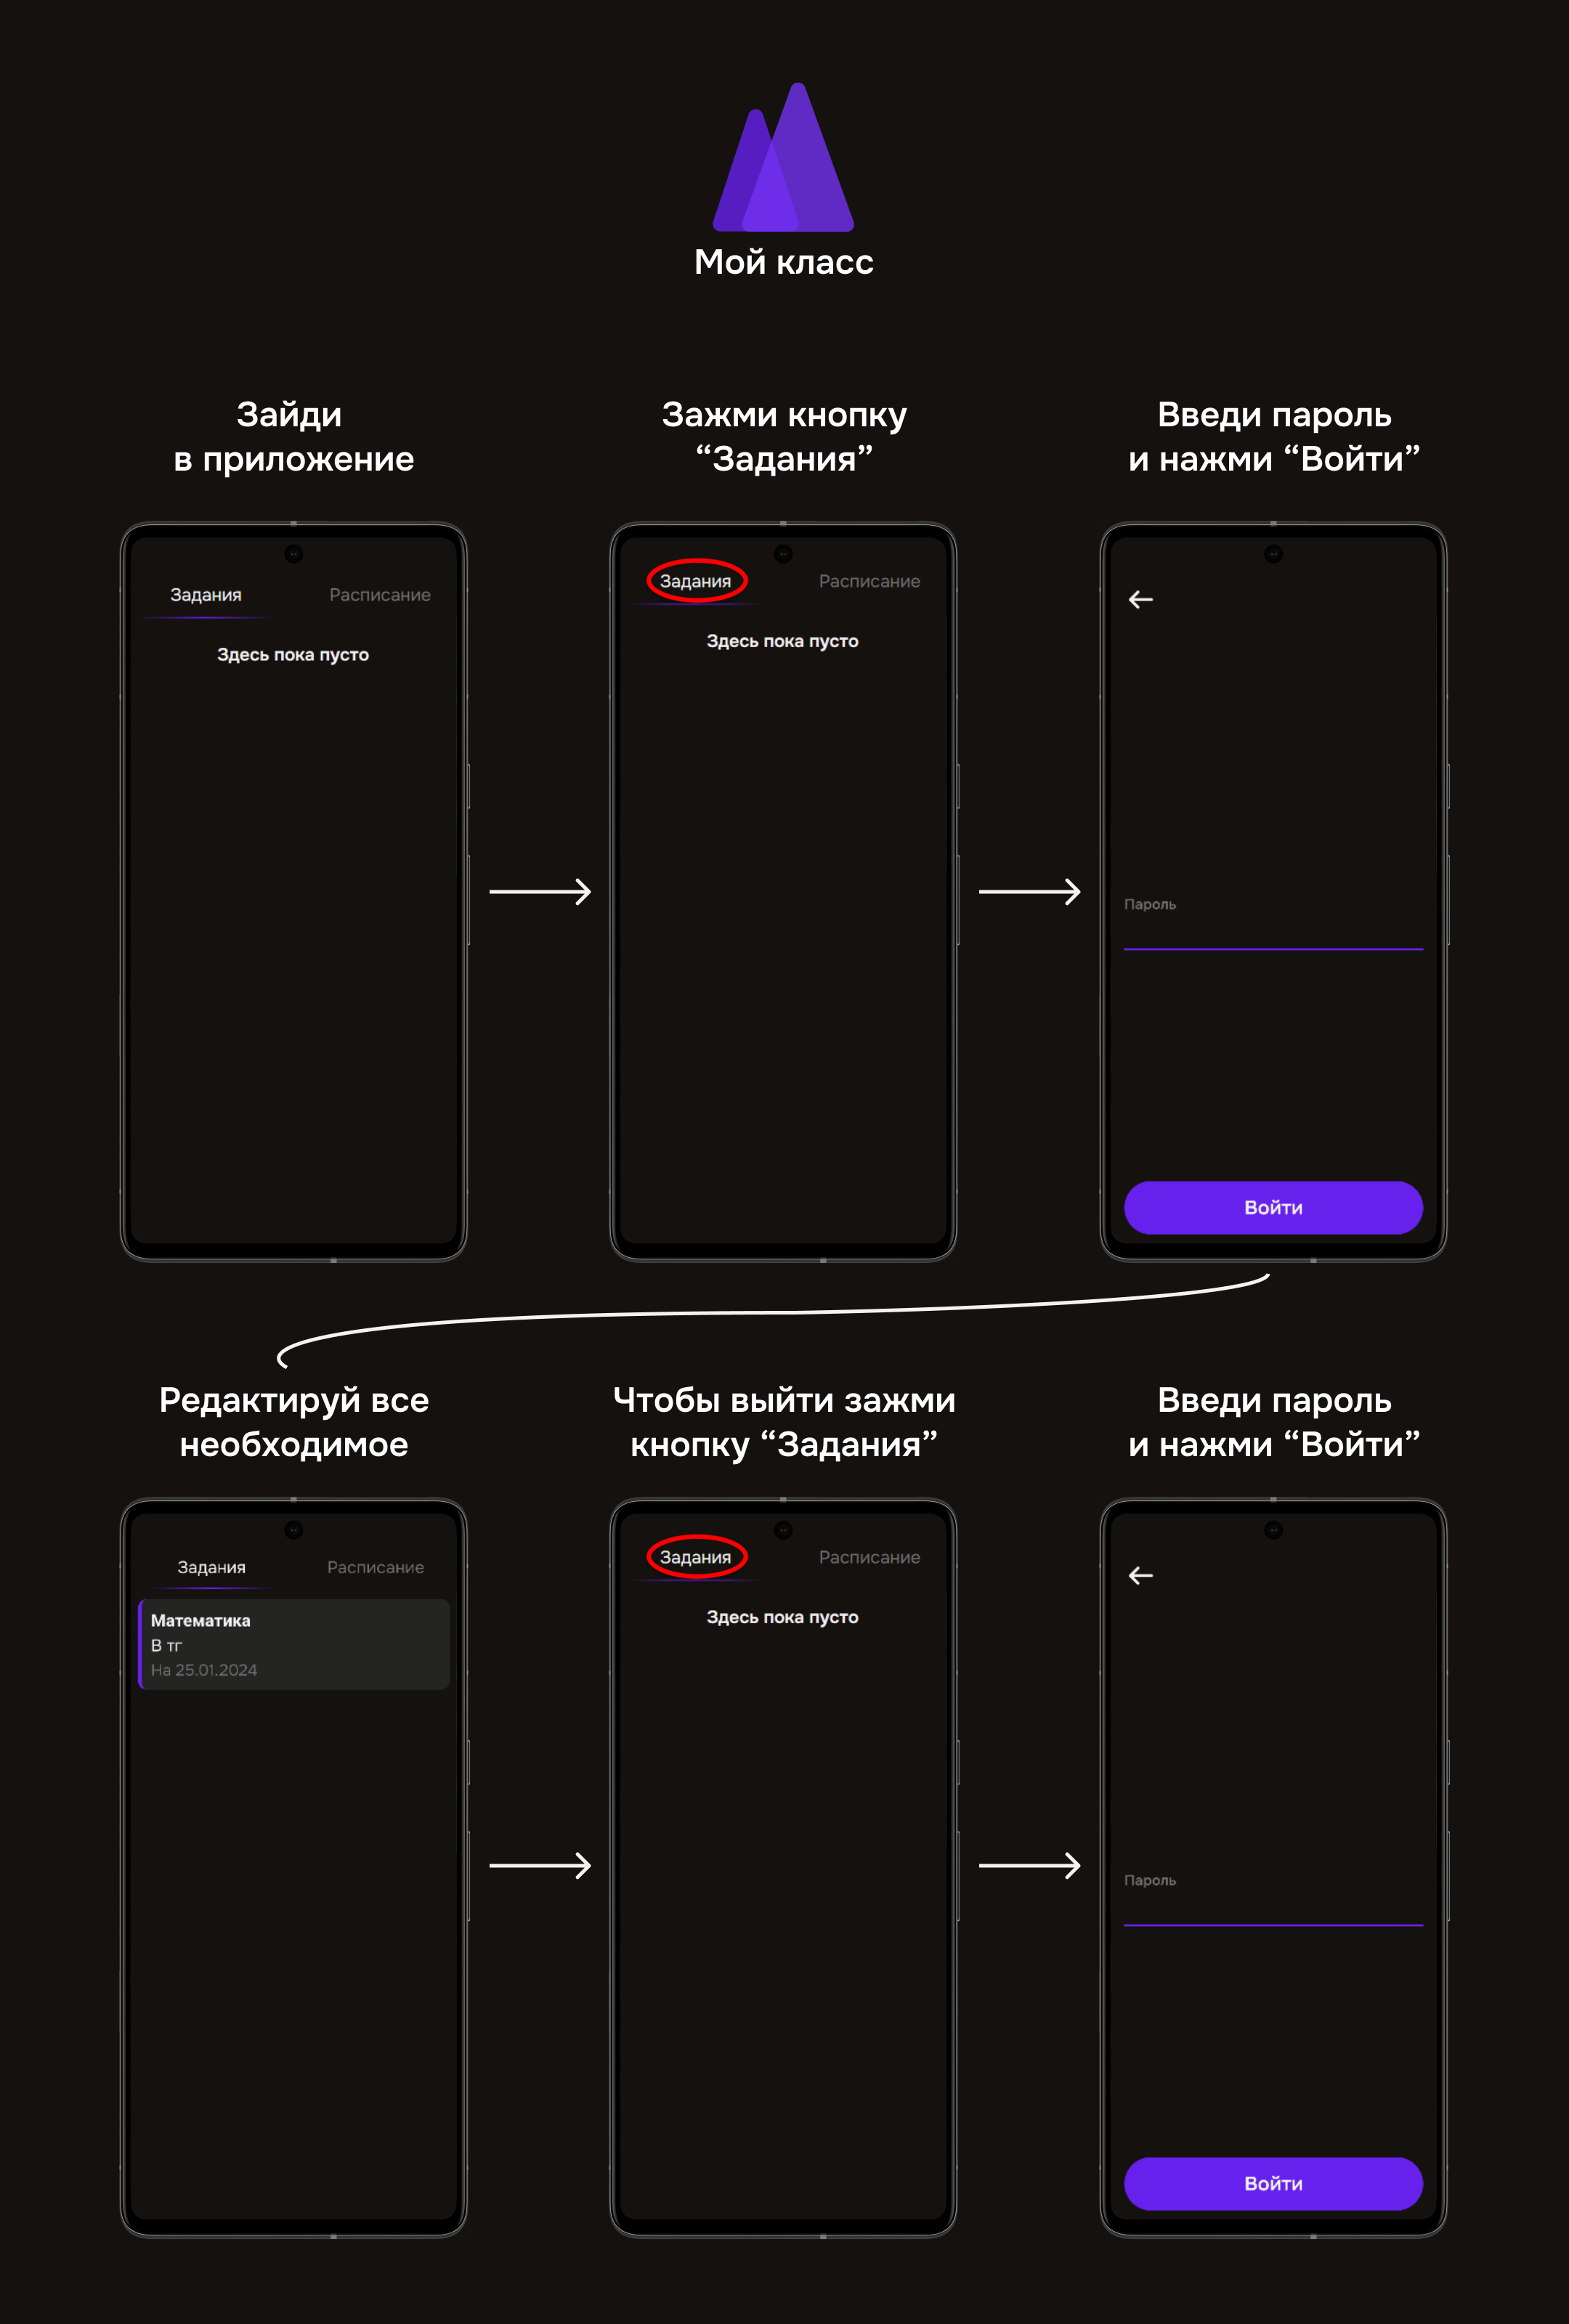 Мой класс
Зайди
в приложение
Зажми кнопку
“Задания”
Введи пароль
и нажми “Войти”
Задания
Расписание
Здесь пока пусто
Задания
Расписание
Здесь пока пусто
Пароль
Войти
Редактируй все
необходимое
Чтобы выйти зажми
кнопку “Задания”
Введи пароль
и нажми “Войти”
Задания
Расписание
Математика
В тг
На 25.01.2024
Задания
Расписание
Здесь пока пусто
Пароль
Войти